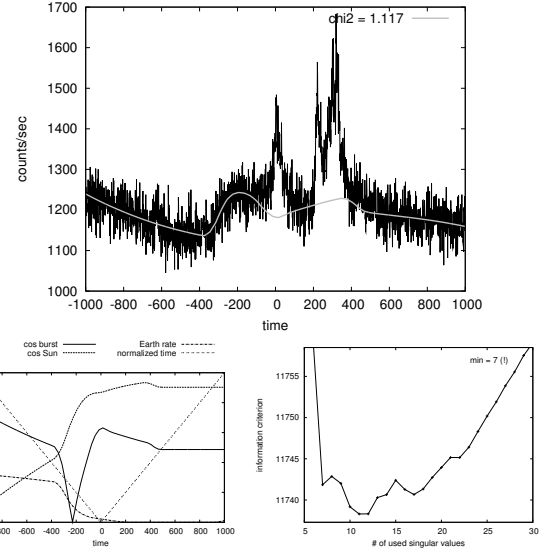 1700
chi2 = 1.117
1600
1500
1400
1300
1200
1100
1000
counts/sec
-1000 -800 -600 -400 -200 0 200 400 600 800 1000
time
cos burst
cos Sun
Earth rate
normalized time
-800 -600 -400 -200 0 200 400 600 800 1000
time
min = 7 (!)
11755
11750
11745
11740
information criterion
5 10 15 20 25 30
# of used singular values